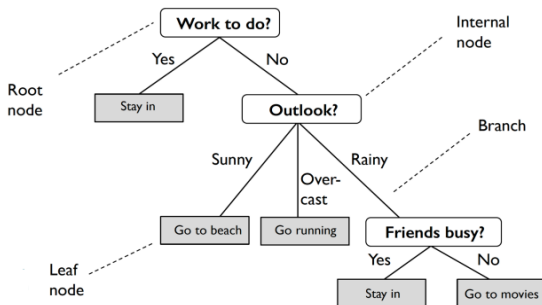 Work to do?
Internal
node
Yes
No
Root
node
Stay in
Outlook?
Branch
Sunny
Rainy
Over-
cast
Go to beach
Go running
Friends busy?
Leaf
node
Yes
No
Stay in
Go to movies